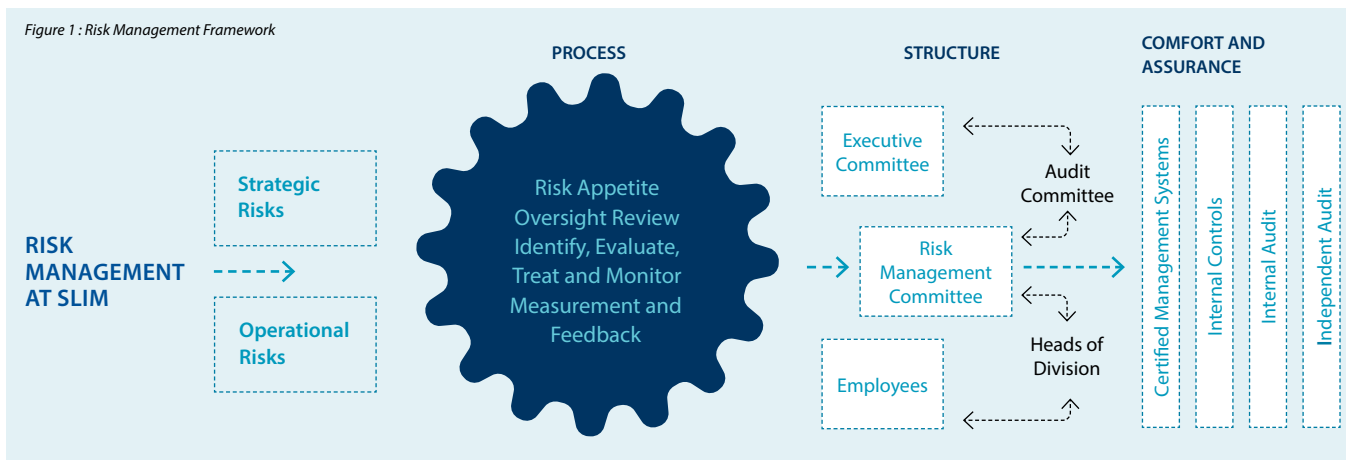 Figure 1 : Risk Management Framework
PROCESS
STRUCTURE
COMFORT AND
ASSURANCE
RISK
MANAGEMENT
AT SLIM
Strategic
Risks
Operational
Risks
Risk Appetite
Oversight Review
Identify, Evaluate,
Treat and Monitor
Measurement and
Feedback
Executive
Committee
Audit
Committee
Risk
Management
Committee
Heads of
Division
Employees
Certified Management Systems
Internal Controls
Internal Audit
Independent Audit